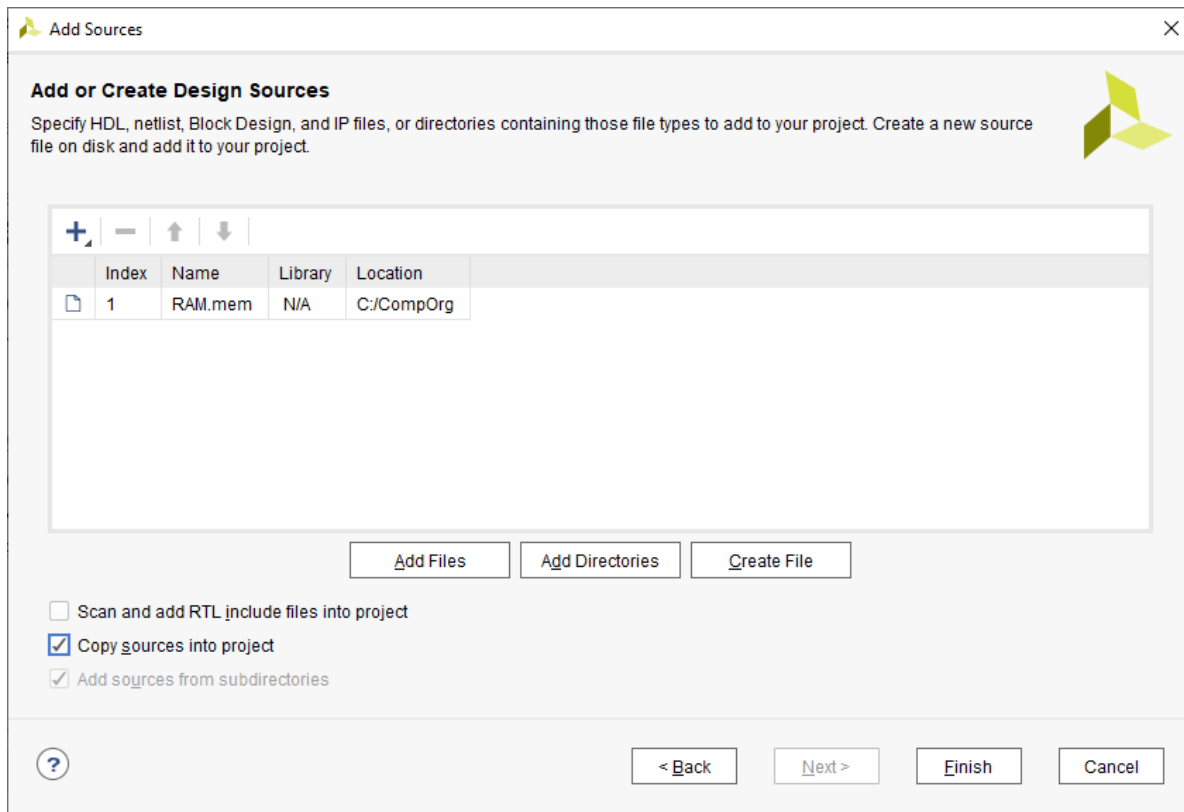 Add Sources
Add or Create Design Sources
Specify HDL, netlist, Block Design, and IP files, or directories containing those file types to add to your project. Create a new source
file on disk and add it to your project.
Index Name Library Location
1 RAM.mem N/A C:/CompOrg
Add Files Add Directories Create File
Scan and add RTL include files into project
Copy sources into project
Add sources from subdirectories
? < Back Next > Finish Cancel